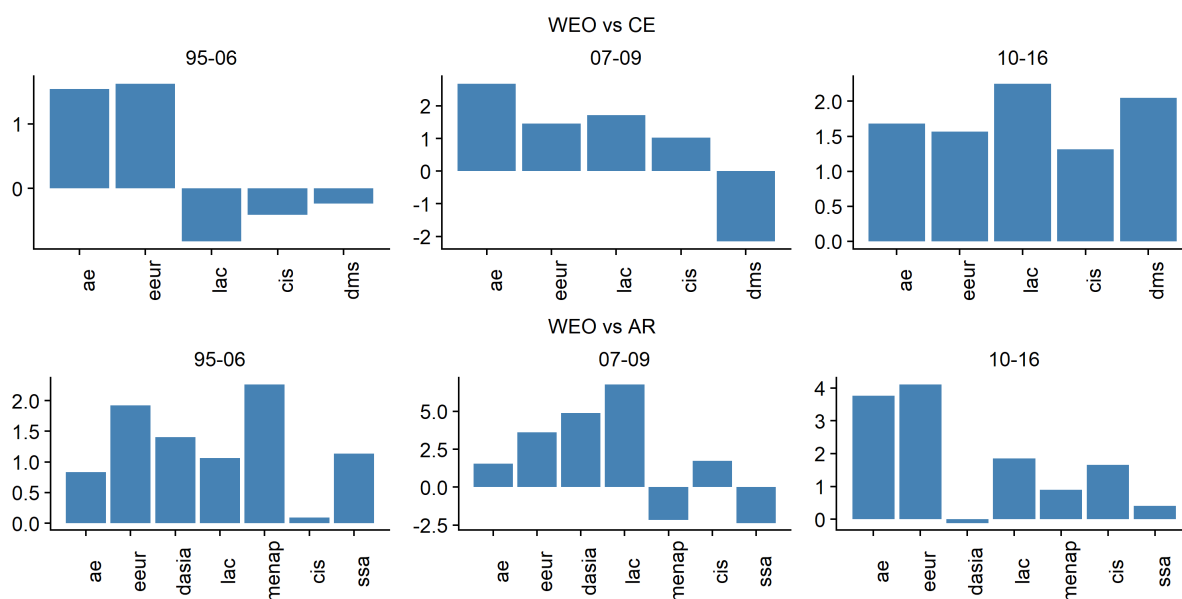 WEO vs CE
95-06 07-09 10-16
1
0
ae eeur lac cis dms
2
1
0
-1
-2
ae eeur lac cis dms
2.0
1.5
1.0
0.5
0.0
ae eeur lac cis dms
WEO vs AR
95-06 07-09 10-16
2.0
1.5
1.0
0.5
0.0
ae eeur dasia lac menap cis ssa
5.0
2.5
0.0
-2.5
ae eeur dasia lac menap cis ssa
4
3
2
1
0
ae eeur dasia lac menap cis ssa